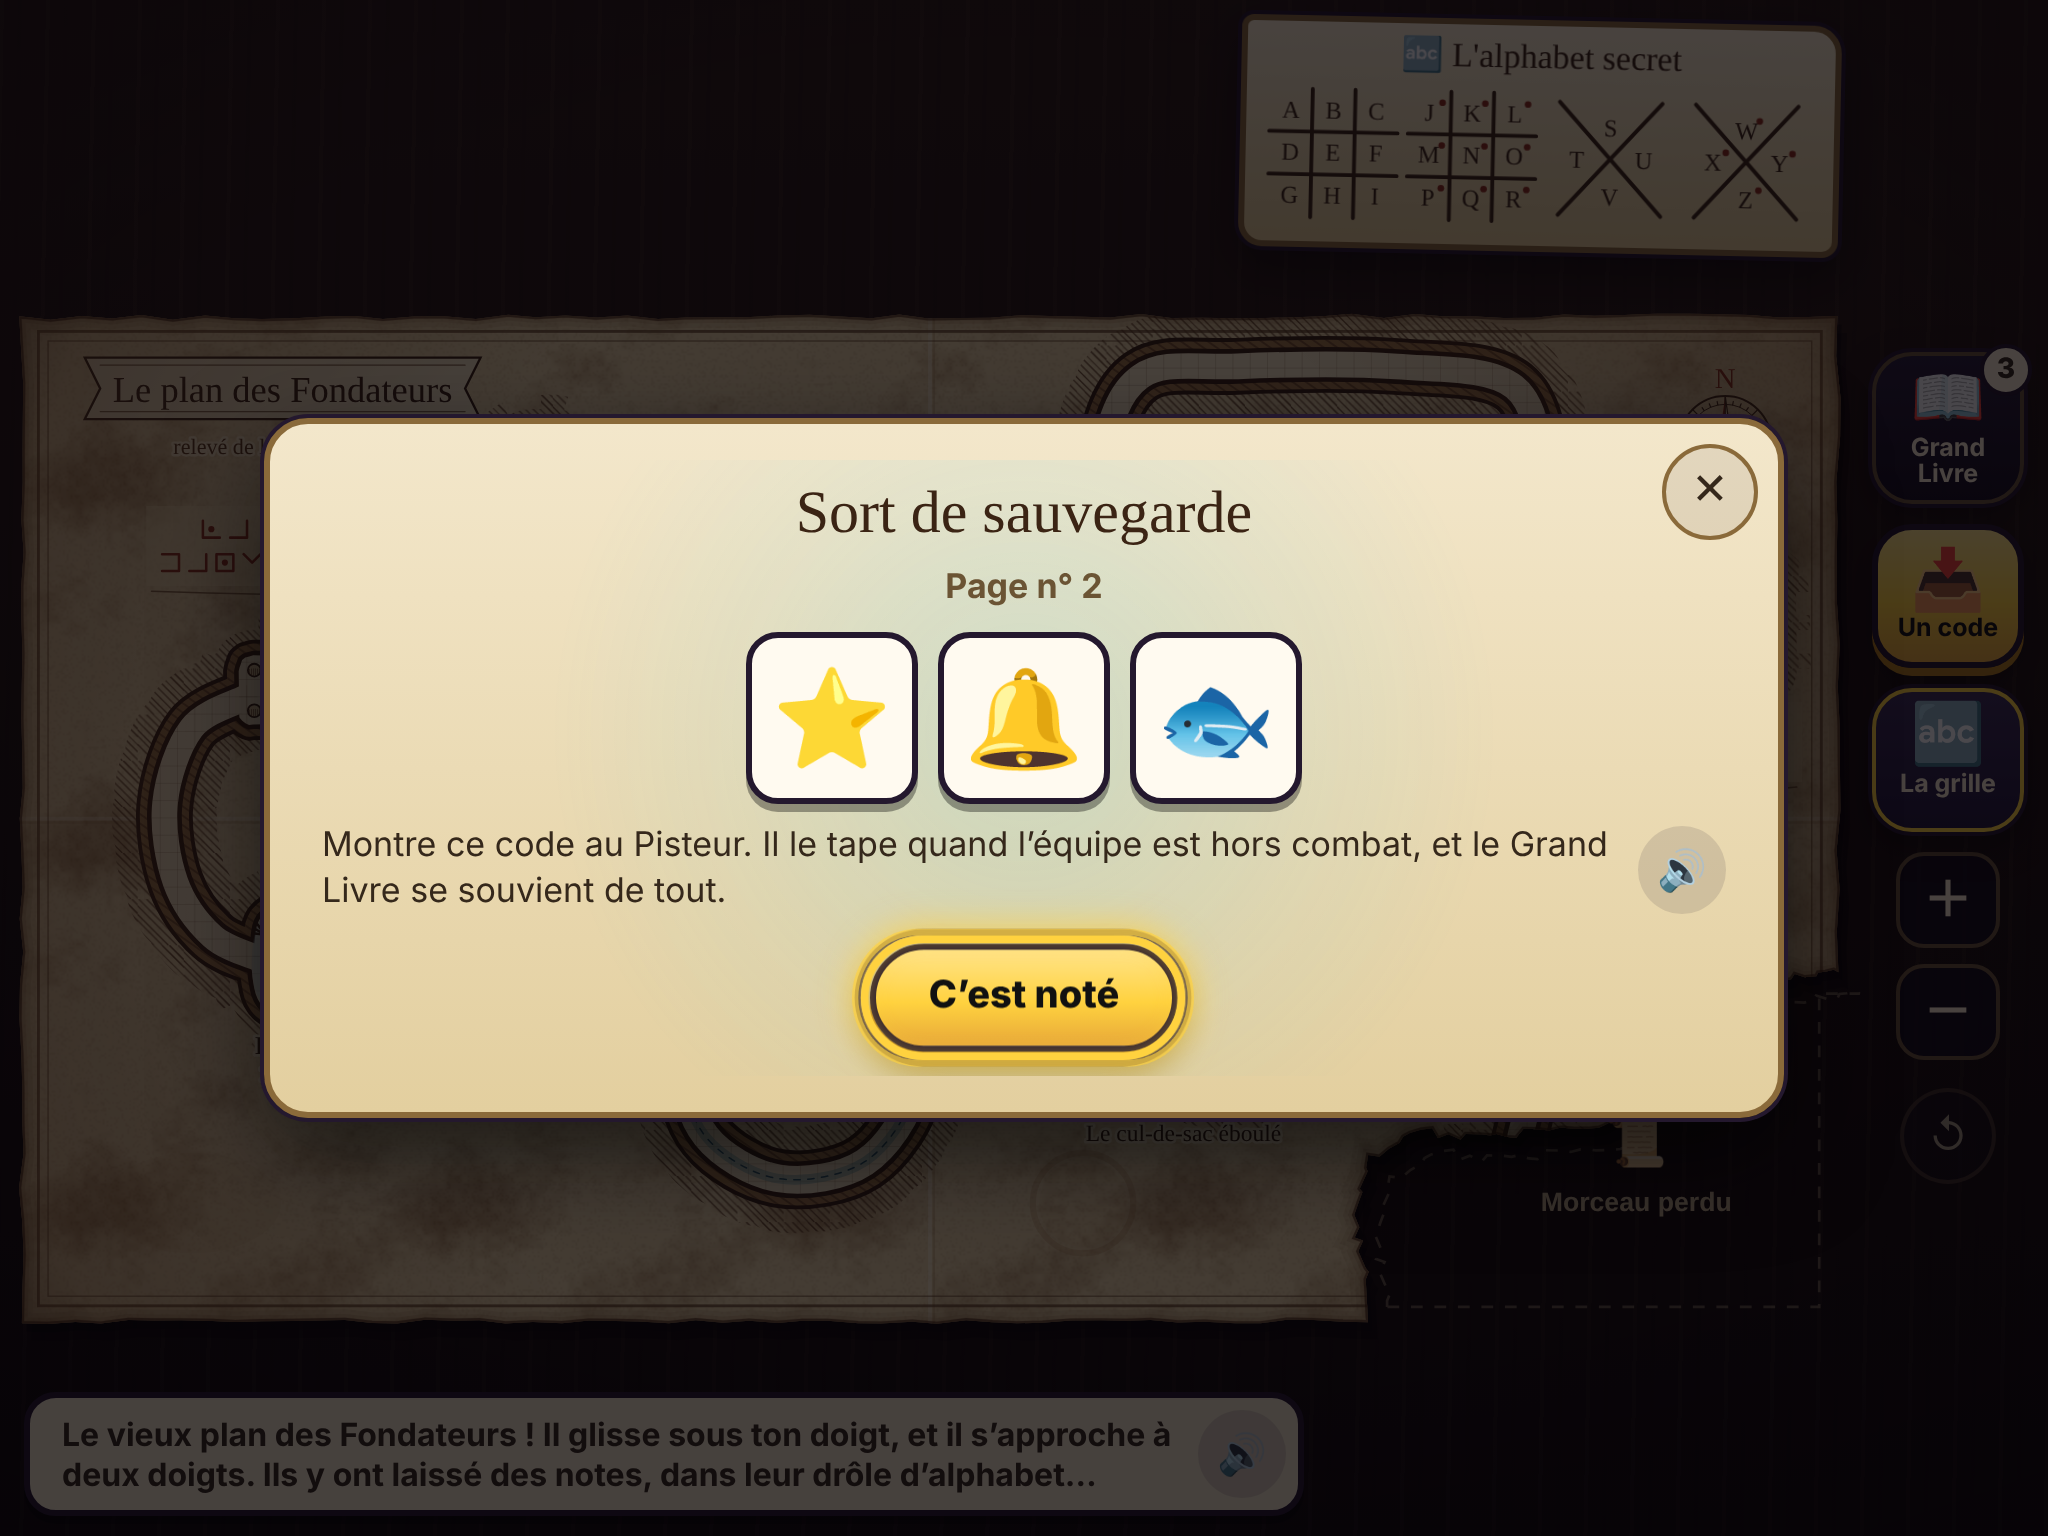 abc L'alphabet secret
A B C J K L S W
D E F M N O T U X Y
G H I P Q R V Z
Le plan des Fondateurs
relevé de
N
3
Grand
Livre
Un code
abc
La grille
Sort de sauvegarde
Page n° 2
Montre ce code au Pisteur. Il le tape quand l’équipe est hors combat, et le Grand
Livre se souvient de tout.
C’est noté
Le cul-de-sac éboulé
Morceau perdu
Le vieux plan des Fondateurs ! Il glisse sous ton doigt, et il s’approche à
deux doigts. Ils y ont laissé des notes, dans leur drôle d’alphabet…